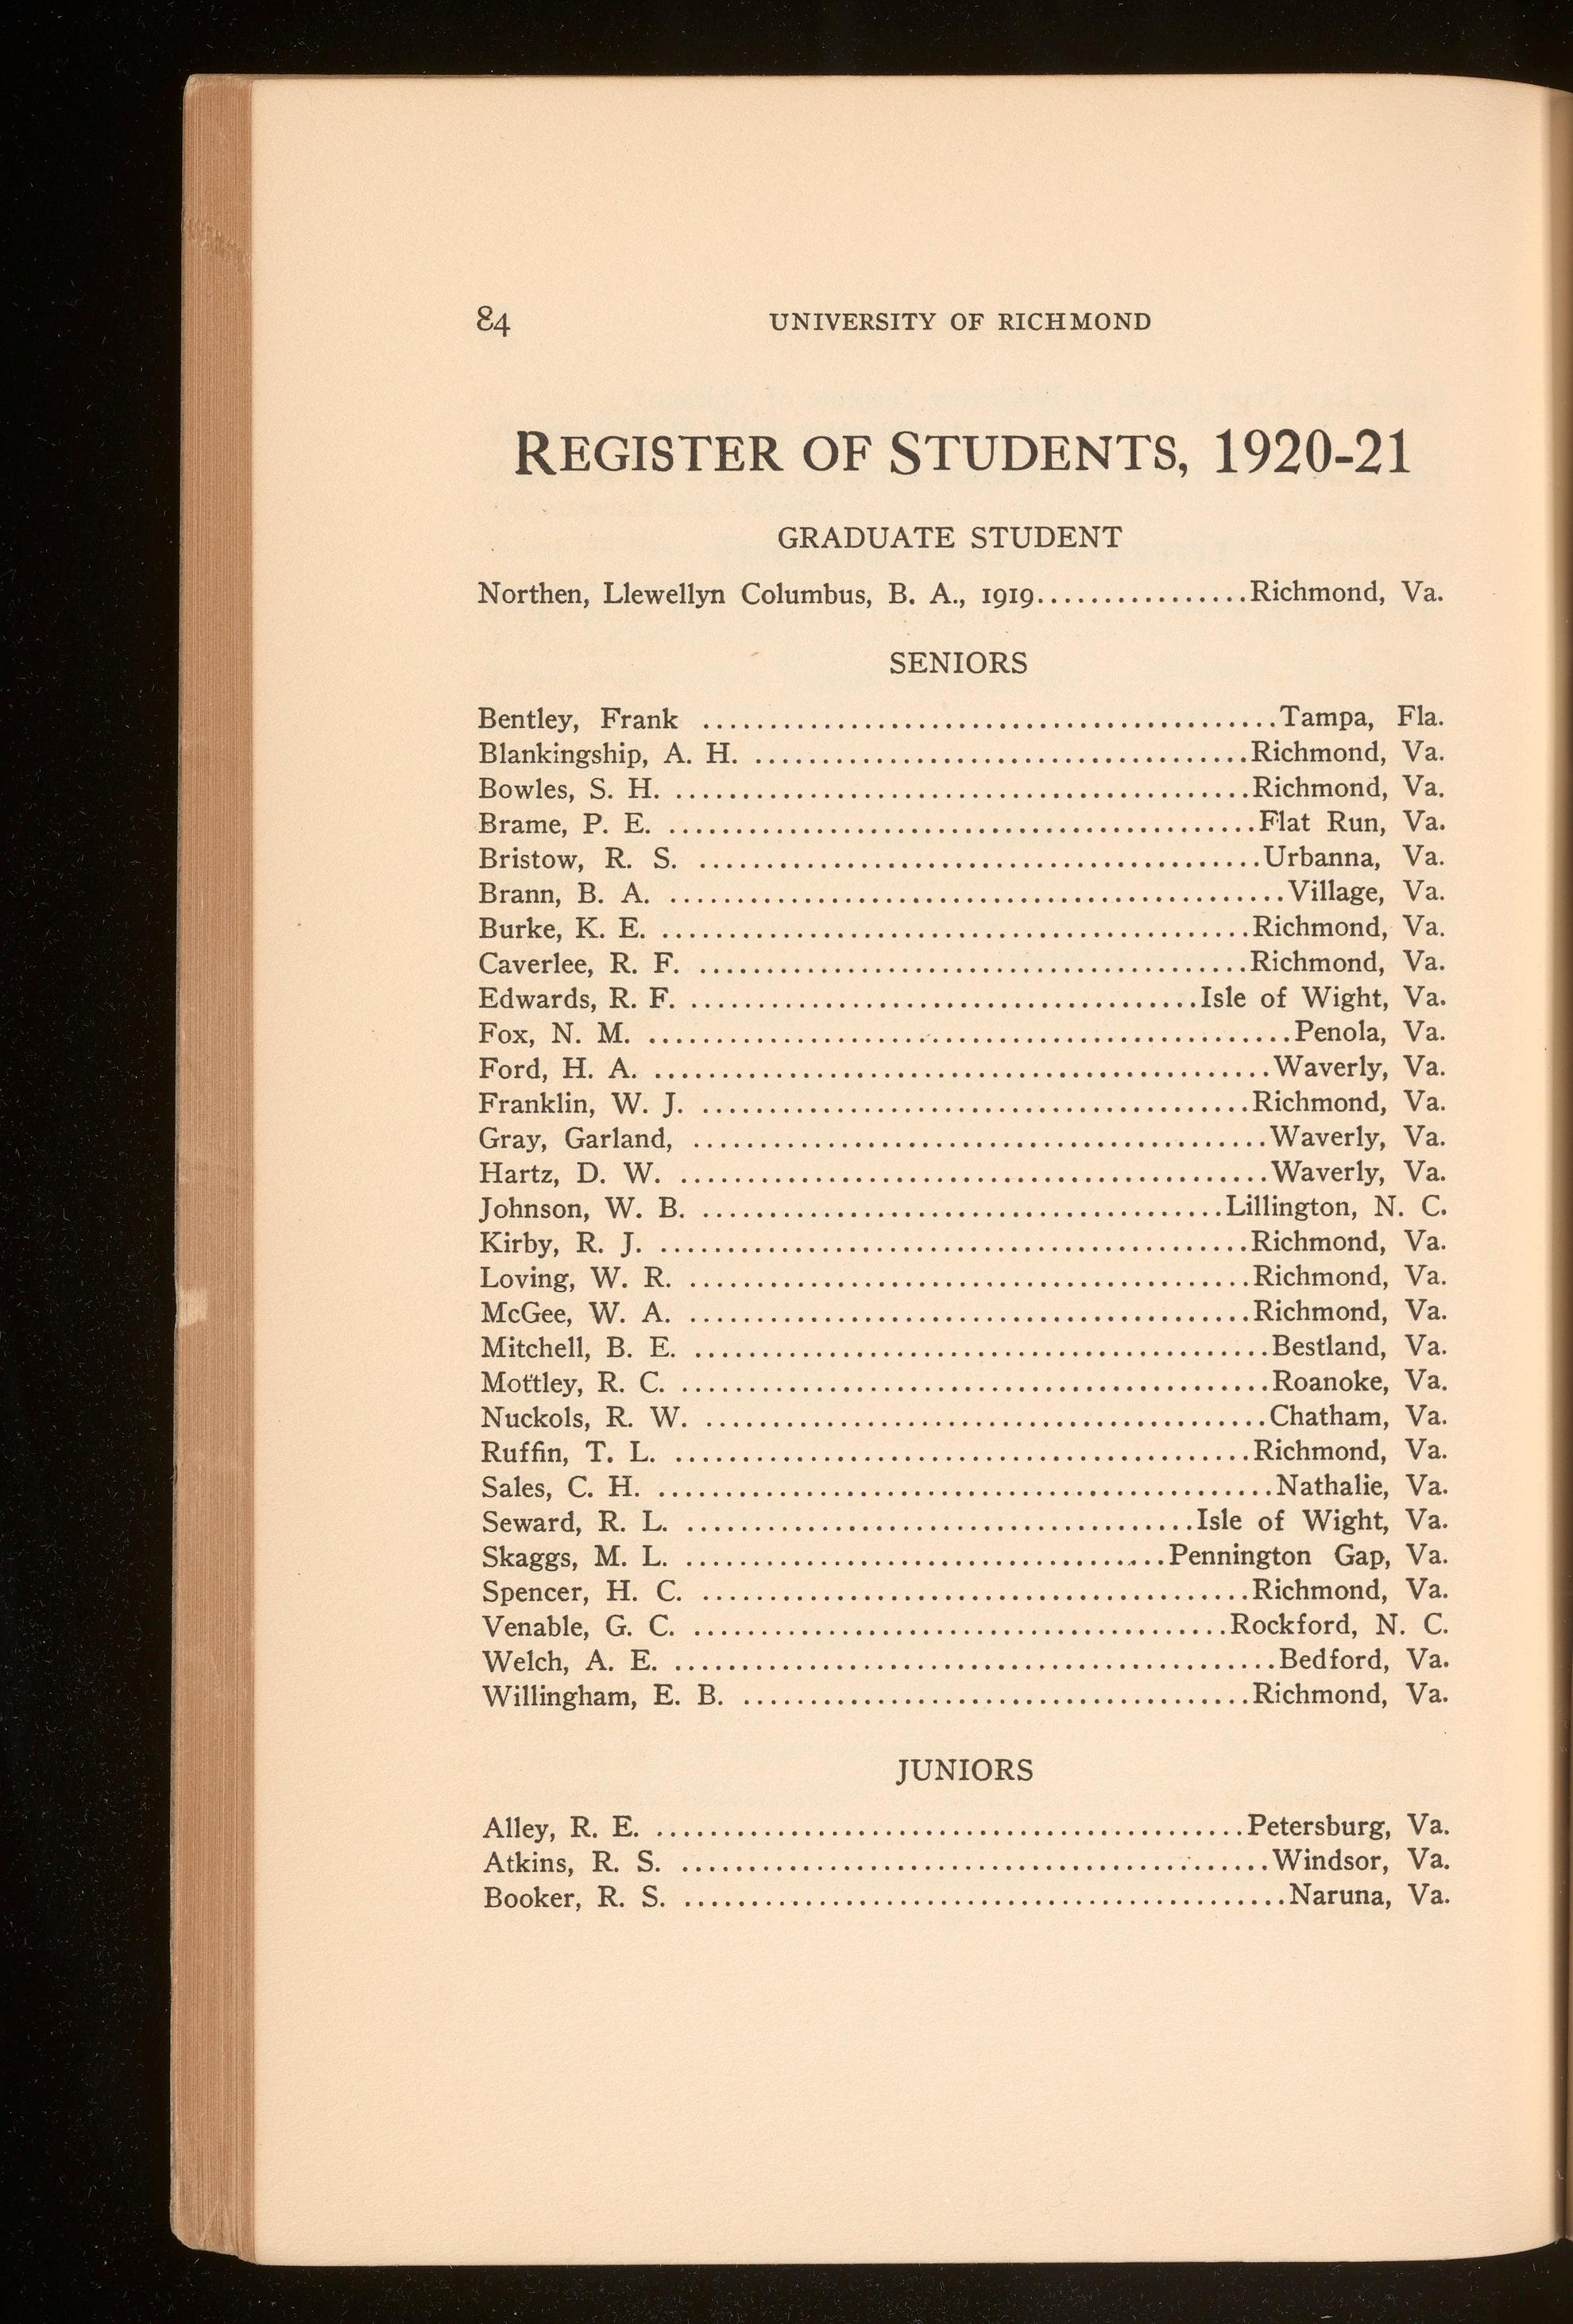 84 UNIVERSITY OF RICHMOND
REGISTER OF STUDENTS, 1920-21
GRADUATE STUDENT
Northen, Llewellyn Columbus, B. A., 1919................Richmond, Va.
SENIORS
Bentley, Frank ...........................................Tampa, Fla.
Blankingship, A. H. .....................................Richmond, Va.
Bowles, S. H. ...........................................Richmond, Va.
Brame, P. E. ............................................Flat Run, Va.
Bristow, R. S. ..........................................Urbanna, Va.
Brann, B. A. ..............................................Village, Va.
Burke, K. E. ............................................Richmond, Va.
Caverlee, R. F. .........................................Richmond, Va.
Edwards, R. F. ......................................Isle of Wight, Va.
Fox, N. M. ................................................Penola, Va.
Ford, H. A. ..............................................Waverly, Va.
Franklin, W. J. .........................................Richmond, Va.
Gray, Garland, ...........................................Waverly, Va.
Hartz, D. W. ............................................Waverly, Va.
Johnson, W. B. .......................................Lillington, N. C.
Kirby, R. J. ............................................Richmond, Va.
Loving, W. R. ..........................................Richmond, Va.
McGee, W. A. ..........................................Richmond, Va.
Mitchell, B. E. ...........................................Bestland, Va.
Mottley, R. C. ............................................Roanoke, Va.
Nuckols, R. W. ..........................................Chatham, Va.
Ruffin, T. L. ...........................................Richmond, Va.
Sales, C. H. ..............................................Nathalie, Va.
Seward, R. L. ......................................Isle of Wight, Va.
Skaggs, M. L. ....................................Pennington Gap, Va.
Spencer, H. C. .........................................Richmond, Va.
Venable, G. C. ........................................Rockford, N. C.
Welch, A. E. .............................................Bedford, Va.
Willingham, E. B. ......................................Richmond, Va.
JUNIORS
Alley, R. E. ............................................Petersburg, Va.
Atkins, R. S. ............................................Windsor, Va.
Booker, R. S. .............................................Naruna, Va.